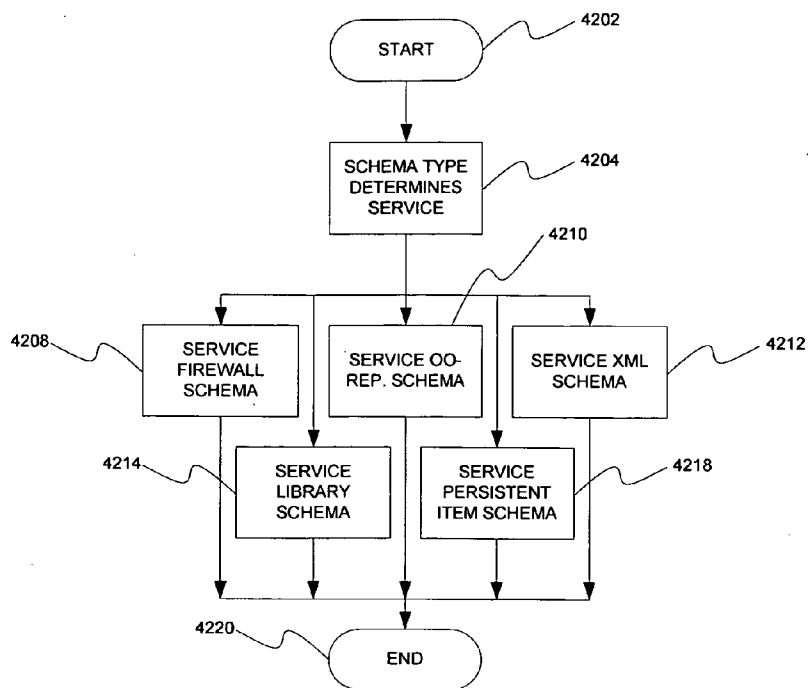 START
4202
SCHEMA TYPE
DETERMINES
SERVICE
4204
4210
4208
SERVICE
FIREWALL
SCHEMA
SERVICE OO-
REP. SCHEMA
SERVICE XML
SCHEMA
4212
4214
SERVICE
LIBRARY
SCHEMA
SERVICE
PERSISTENT
ITEM SCHEMA
4218
4220
END